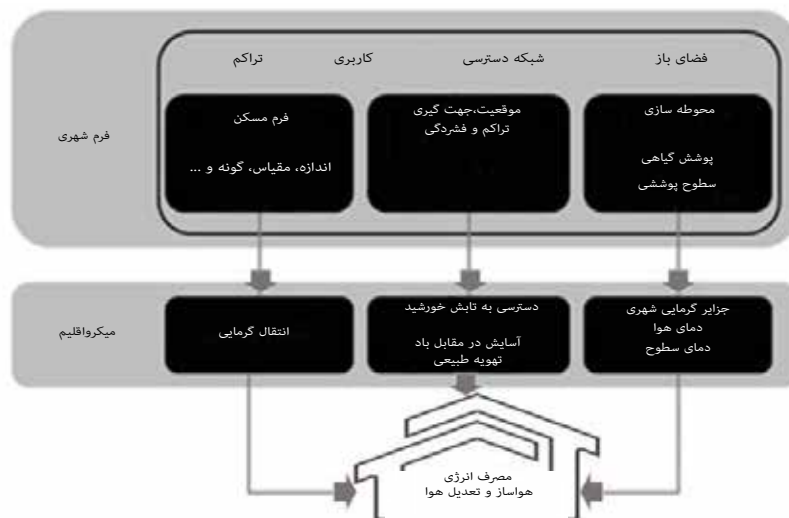 فضای باز
شبکه دسترسی
کاربری
تراکم
فرم شهری
محوطه سازی
پوشش گیاهی
سطوح پوششی
موقعیت،جهت گیری
تراکم و فشردگی
فرم مسکن
اندازه، مقیاس، گونه و ...
میکرواقلیم
جزایر گرمایی شهری
دمای هوا
دمای سطوح
دسترسی به تابش خورشید
آسایش در مقابل باد
تهویه طبیعی
انتقال گرمایی
مصرف انرژی
هواساز و تعدیل هوا